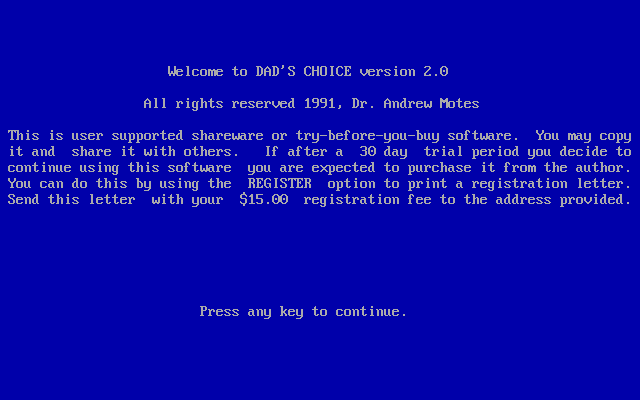 Welcome to DAD'S CHOICE version 2.0
All rights reserved 1991, Dr. Andrew Motes
This is user supported shareware or try-before-you-buy software.  You may copy
it and  share it with others.   If after a  30 day  trial period you decide to
continue using this software  you are expected to purchase it from the author.
You can do this by using the  REGISTER  option to print a registration letter.
Send this letter  with your  $15.00  registration fee to the address provided.
Press any key to continue.